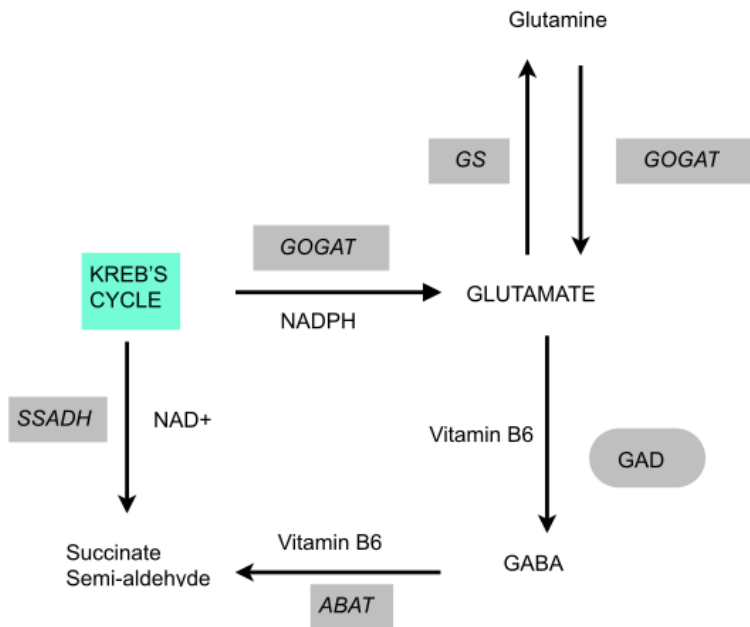 Glutamine
GS
GOGAT
GOGAT
KREB'S
CYCLE
GLUTAMATE
NADPH
SSADH
NAD+
Vitamin B6
GAD
Vitamin B6
GABA
Succinate
Semi-aldehyde
ABAT